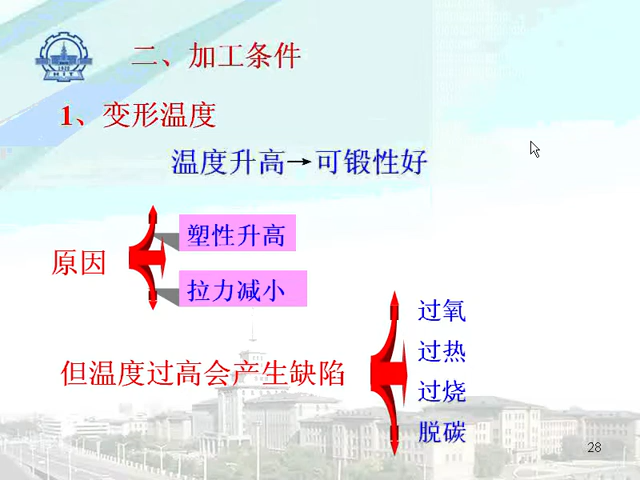 二、加工条件
1、变形温度
温度升高→可锻性好
原因
塑性升高
拉力减小
但温度过高会产生缺陷
过氧
过热
过烧
脱碳
28